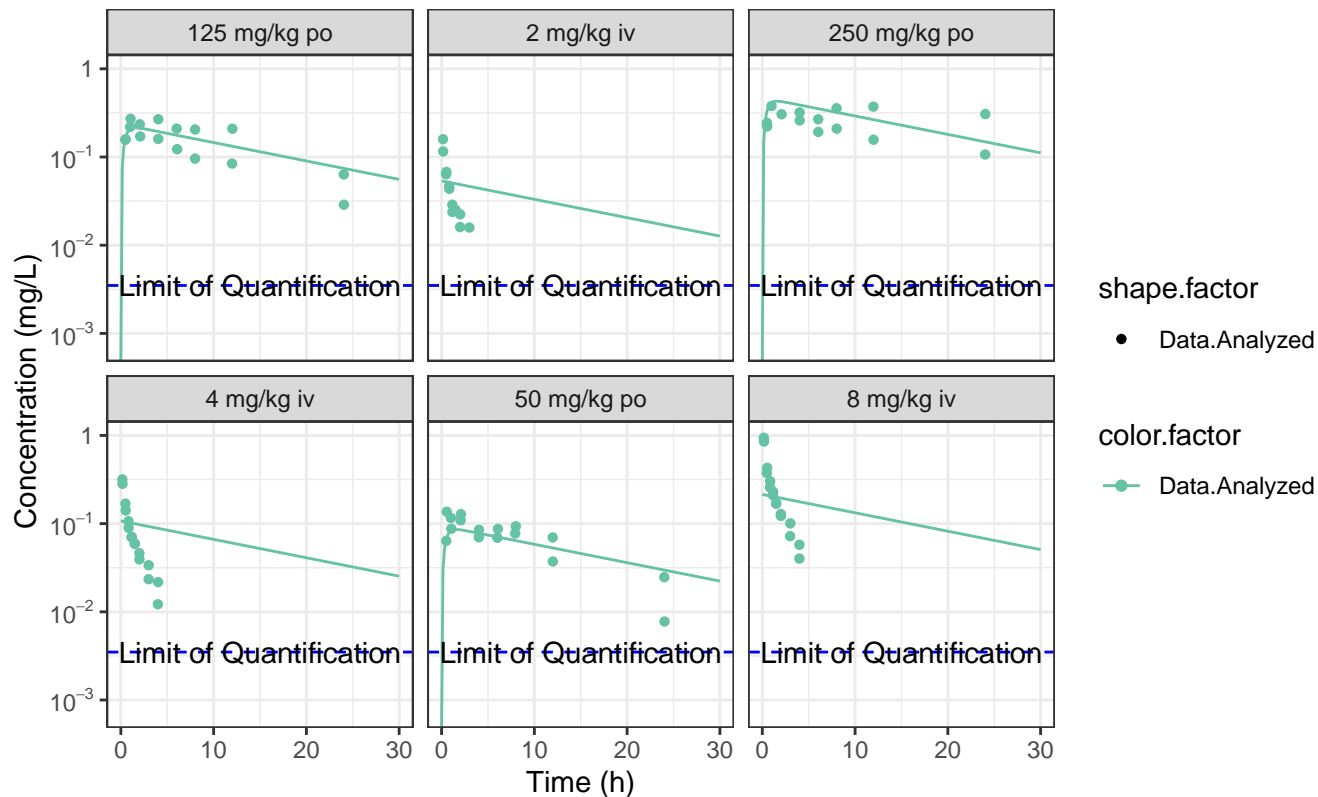 125 mg/kg po
2 mg/kg iv
250 mg/kg po
1
10⁻¹
10⁻²
10⁻³
Limit of Quantification
Limit of Quantification
Limit of Quantification
4 mg/kg iv
50 mg/kg po
8 mg/kg iv
1
10⁻¹
10⁻²
10⁻³
Limit of Quantification
Limit of Quantification
Limit of Quantification
0 10 20 30
0 10 20 30
0 10 20 30
Time (h)
Concentration (mg/L)
shape.factor
Data.Analyzed
color.factor
Data.Analyzed